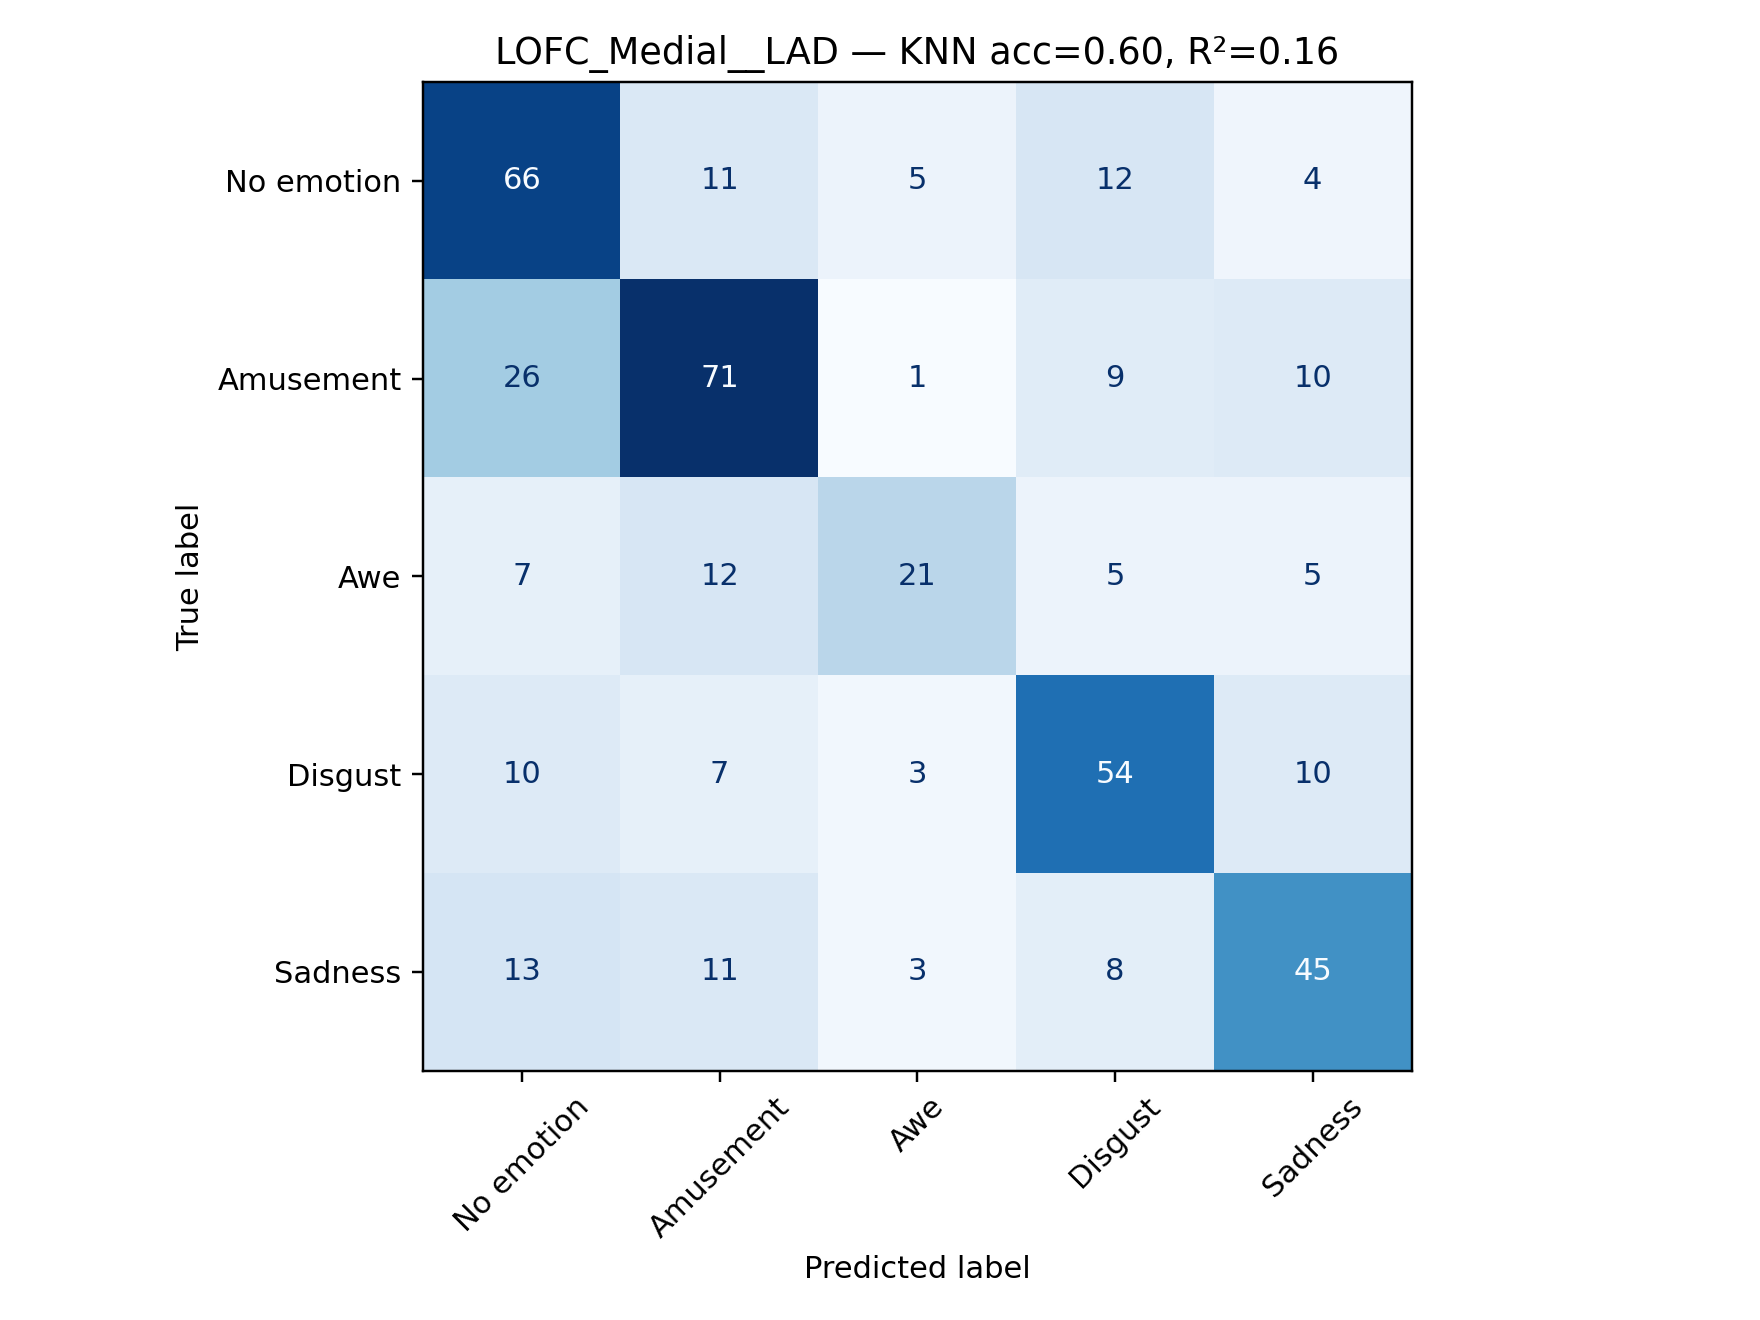 LOFC_Medial__LAD — KNN acc=0.60, R²=0.16
No emotion 66 11 5 12 4
Amusement 26 71 1 9 10
Awe 7 12 21 5 5
Disgust 10 7 3 54 10
Sadness 13 11 3 8 45
True label
No emotion Amusement Awe Disgust Sadness
Predicted label